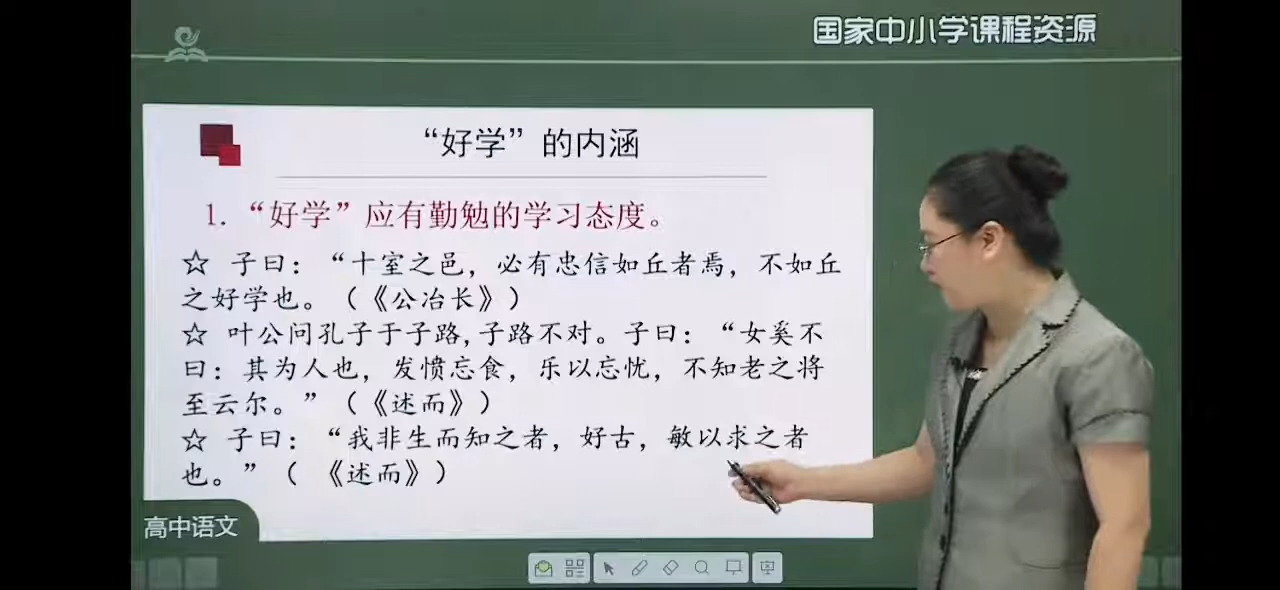 国家中小学课程资源
“好学”的内涵
1. “好学”应有勤勉的学习态度。
☆ 子曰：“十室之邑，必有忠信如丘者焉，不如丘
之好学也。（《公冶长》）
☆ 叶公问孔子于子路,子路不对。子曰：“女奚不
曰：其为人也，发愤忘食，乐以忘忧，不知老之将
至云尔。”（《述而》）
☆ 子曰：“我非生而知之者，好古，敏以求之者
也。”（ 《述而》）
高中语文